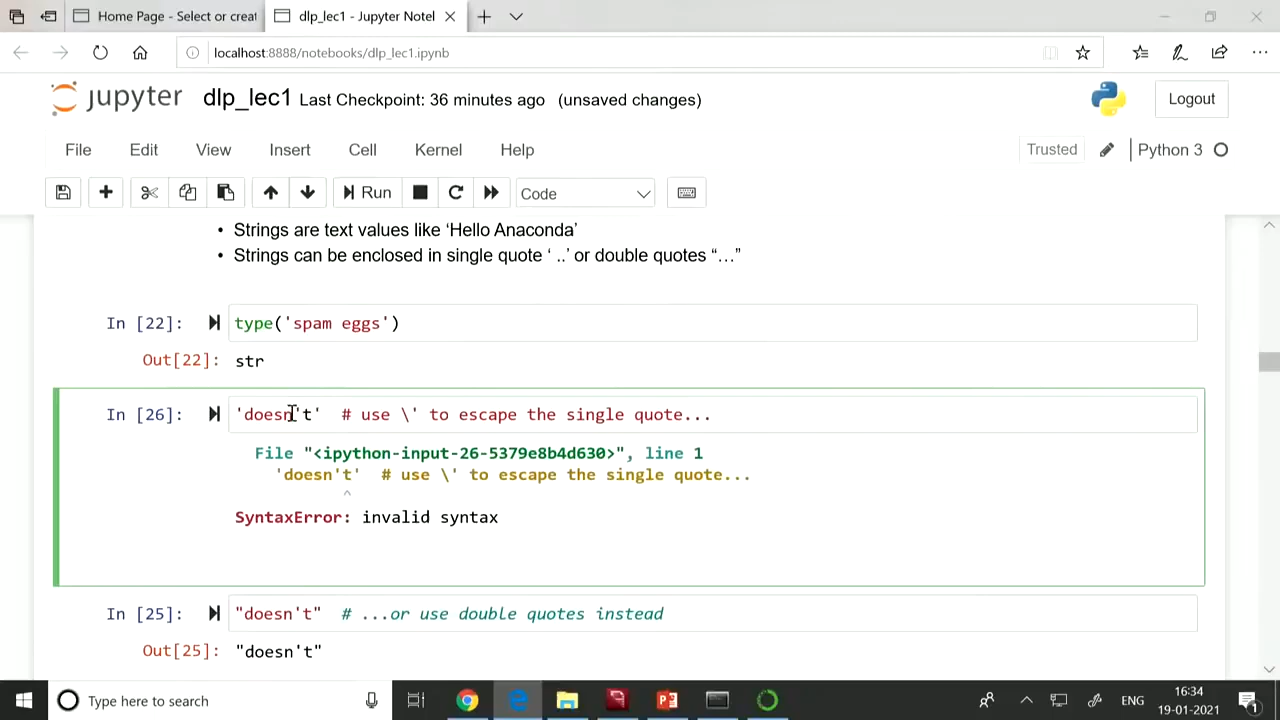 Home Page - Select or creat
dlp_lec1 - Jupyter Notel
localhost:8888/notebooks/dlp_lec1.ipynb
jupyter dlp_lec1 Last Checkpoint: 36 minutes ago (unsaved changes)
Logout
File Edit View Insert Cell Kernel Help
Trusted Python 3
Run Code
• Strings are text values like ‘Hello Anaconda’
• Strings can be enclosed in single quote ‘ ..’ or double quotes “…”
In [22]: type('spam eggs')
Out[22]: str
In [26]: 'doesn't' # use \' to escape the single quote...
File "<ipython-input-26-5379e8b4d630>", line 1
'doesn't' # use \' to escape the single quote...
^
SyntaxError: invalid syntax
In [25]: "doesn't" # ...or use double quotes instead
Out[25]: "doesn't"
Type here to search
ENG
16:34
19-01-2021
1